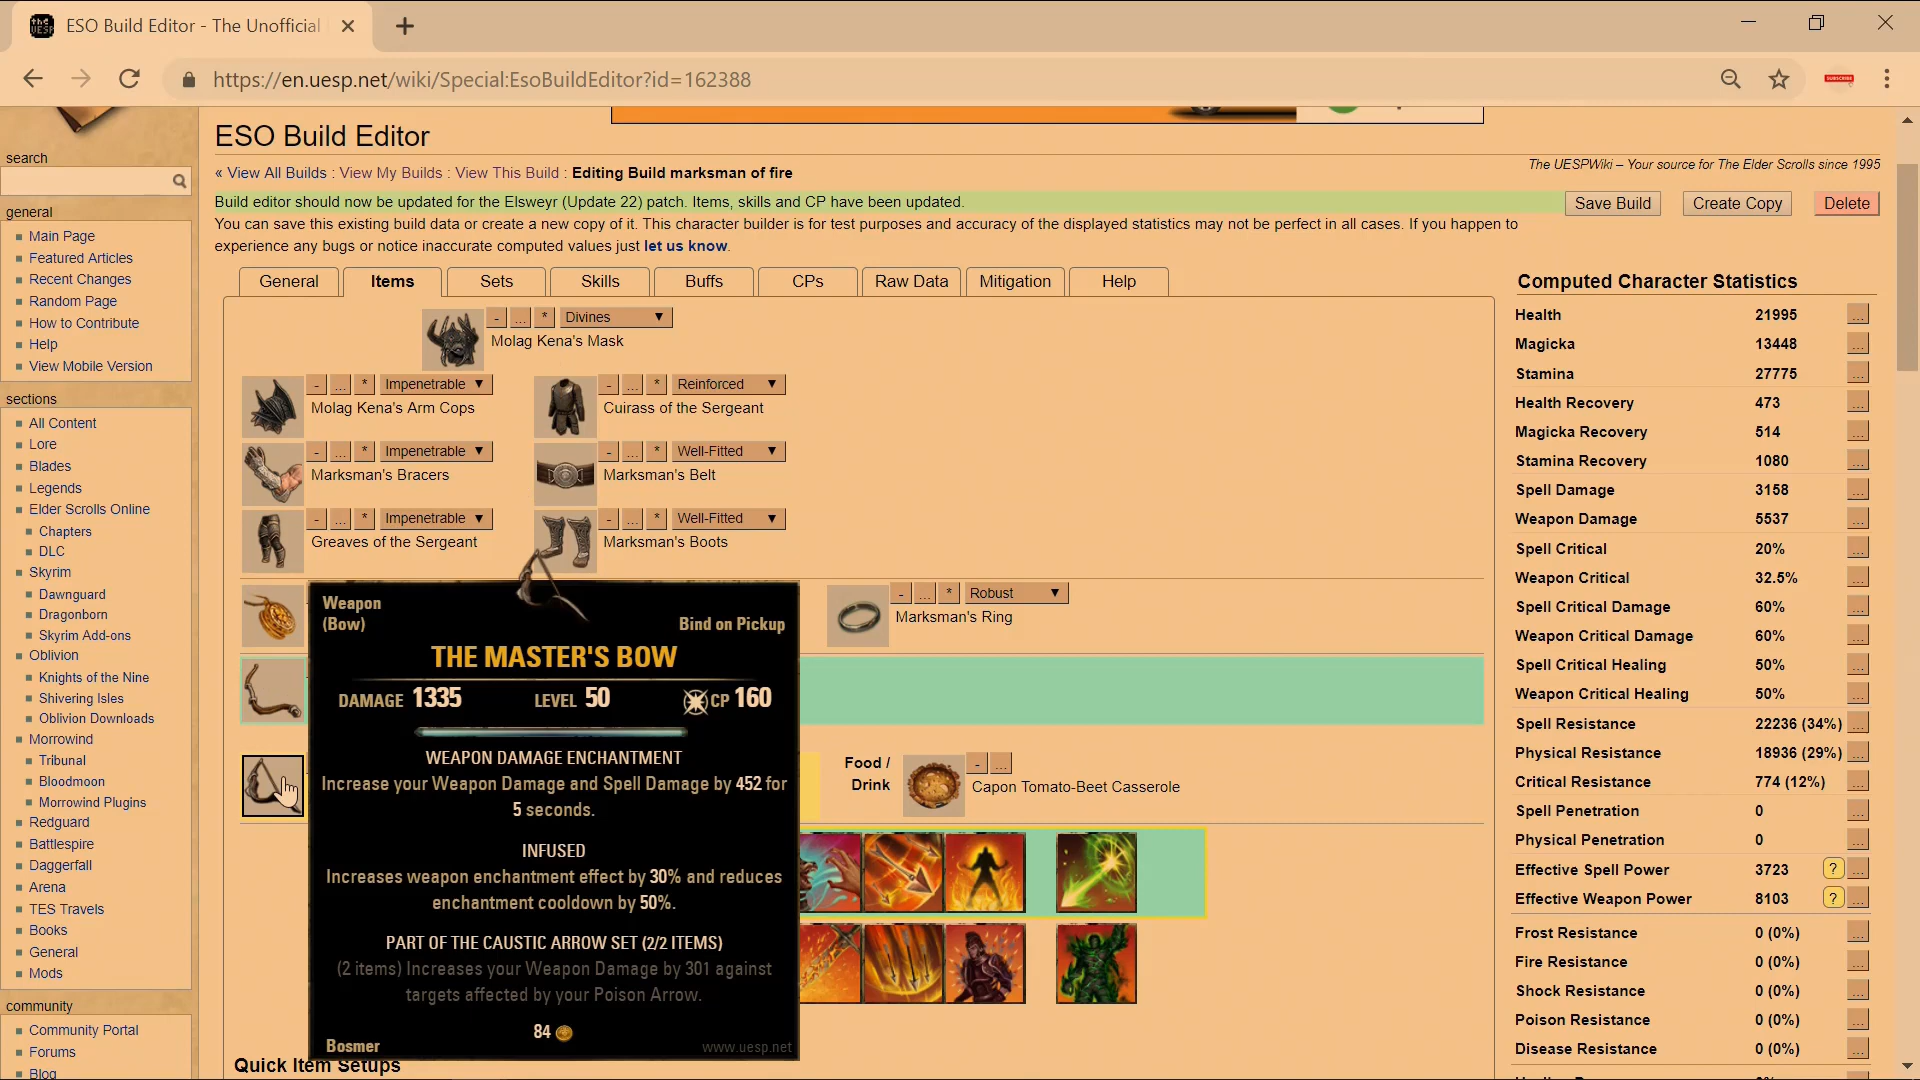 ESO Build Editor - The Unofficial
https://en.uesp.net/wiki/Special:EsoBuildEditor?id=162388
SUBSCRIBE
search
general
Main Page
Featured Articles
Recent Changes
Random Page
How to Contribute
Help
View Mobile Version
sections
All Content
Lore
Blades
Legends
Elder Scrolls Online
Chapters
DLC
Skyrim
Dawnguard
Dragonborn
Skyrim Add-ons
Oblivion
Knights of the Nine
Shivering Isles
Oblivion Downloads
Morrowind
Tribunal
Bloodmoon
Morrowind Plugins
Redguard
Battlespire
Daggerfall
Arena
TES Travels
Books
General
Mods
community
Community Portal
Forums
Blog
ESO Build Editor
The UESPWiki – Your source for The Elder Scrolls since 1995
« View All Builds : View My Builds : View This Build : Editing Build marksman of fire
Build editor should now be updated for the Elsweyr (Update 22) patch. Items, skills and CP have been updated.
Save Build Create Copy Delete
You can save this existing build data or create a new copy of it. This character builder is for test purposes and accuracy of the displayed statistics may not be perfect in all cases. If you happen to
experience any bugs or notice inaccurate computed values just let us know.
General Items Sets Skills Buffs CPs Raw Data Mitigation Help
- ... * Divines ▼
Molag Kena's Mask
- ... * Impenetrable ▼
Molag Kena's Arm Cops
- ... * Reinforced ▼
Cuirass of the Sergeant
- ... * Impenetrable ▼
Marksman's Bracers
- ... * Well-Fitted ▼
Marksman's Belt
- ... * Impenetrable ▼
Greaves of the Sergeant
- ... * Well-Fitted ▼
Marksman's Boots
- ... * Robust ▼
Marksman's Ring
Weapon
(Bow)
Bind on Pickup
THE MASTER'S BOW
DAMAGE 1335 LEVEL 50 CP 160
WEAPON DAMAGE ENCHANTMENT
Increase your Weapon Damage and Spell Damage by 452 for
5 seconds.
INFUSED
Increases weapon enchantment effect by 30% and reduces
enchantment cooldown by 50%.
PART OF THE CAUSTIC ARROW SET (2/2 ITEMS)
(2 items) Increases your Weapon Damage by 301 against
targets affected by your Poison Arrow.
84
Bosmer
www.uesp.net
Food /
Drink
- ...
Capon Tomato-Beet Casserole
Quick Item Setups
Computed Character Statistics
Health 21995 ...
Magicka 13448 ...
Stamina 27775 ...
Health Recovery 473 ...
Magicka Recovery 514 ...
Stamina Recovery 1080 ...
Spell Damage 3158 ...
Weapon Damage 5537 ...
Spell Critical 20% ...
Weapon Critical 32.5% ...
Spell Critical Damage 60% ...
Weapon Critical Damage 60% ...
Spell Critical Healing 50% ...
Weapon Critical Healing 50% ...
Spell Resistance 22236 (34%) ...
Physical Resistance 18936 (29%) ...
Critical Resistance 774 (12%) ...
Spell Penetration 0 ...
Physical Penetration 0 ...
Effective Spell Power 3723 ? ...
Effective Weapon Power 8103 ? ...
Frost Resistance 0 (0%) ...
Fire Resistance 0 (0%) ...
Shock Resistance 0 (0%) ...
Poison Resistance 0 (0%) ...
Disease Resistance 0 (0%) ...